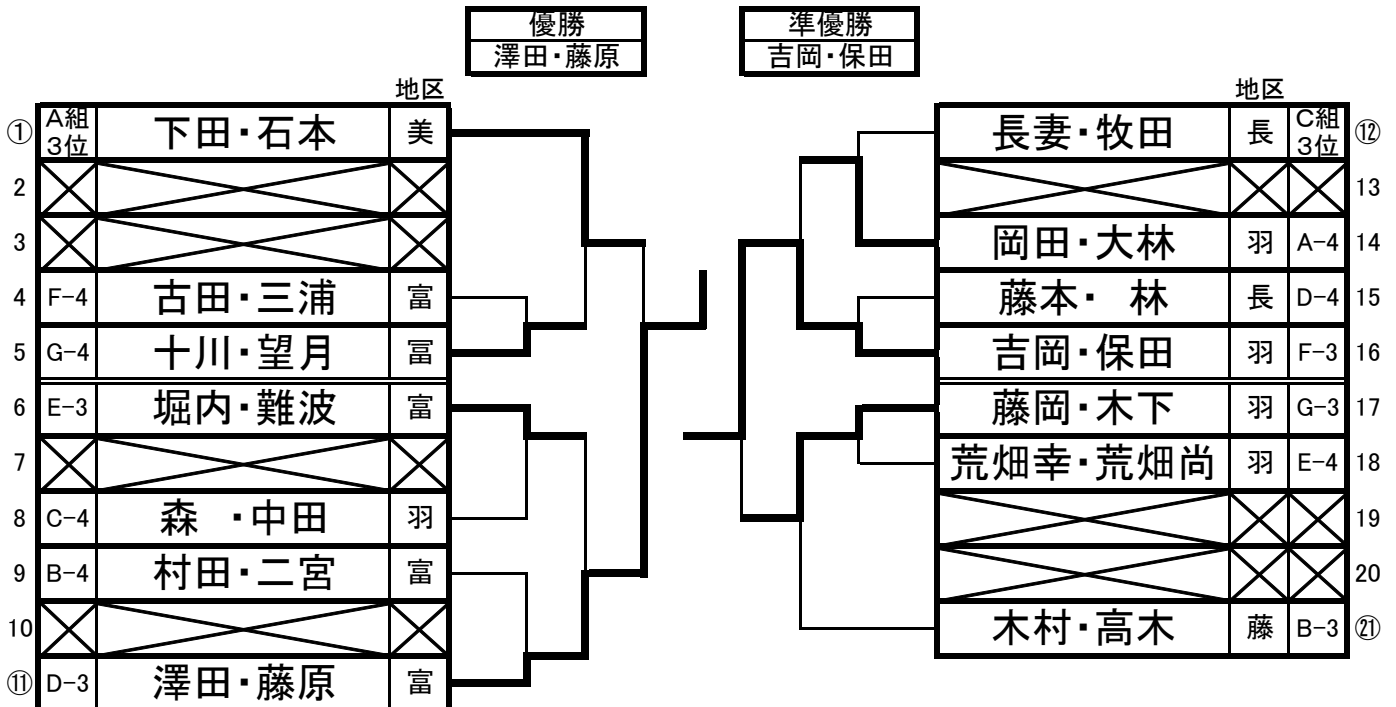 優勝
澤田・藤原
準優勝
吉岡・保田
地区
① A組3位 下田・石本 美
2
3
4 F-4 古田・三浦 富
5 G-4 十川・望月 冨
6 E-3 堀内・難波 富
7
8 C-4 森 ・中田 羽
9 B-4 村田・二宮 富
10
⑪ D-3 澤田・藤原 富
地区
長妻・牧田 長 C組3位 ⑫
13
岡田・大林 羽 A-4 14
藤本・ 林 長 D-4 15
吉岡・保田 羽 F-3 16
藤岡・木下 羽 G-3 17
荒畑幸・荒畑尚 羽 E-4 18
19
20
木村・高木 藤 B-3 ㉑